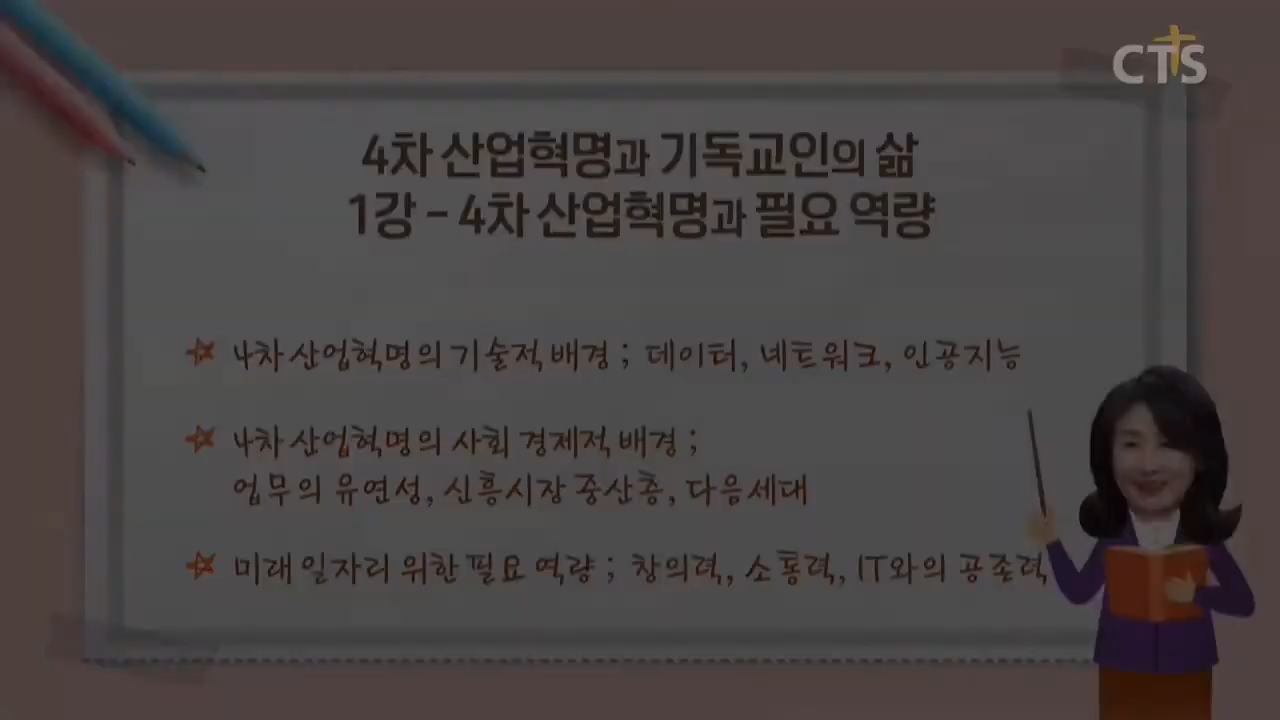 CTS
4차 산업혁명과 기독교인의 삶
1강 - 4차 산업혁명과 필요 역량
4차 산업혁명의 기술적 배경 ; 데이터, 네트워크, 인공지능
4차 산업혁명의 사회 경제적 배경 ;
업무의 유연성, 신흥시장 중산층, 다음세대
미래 일자리 위한 필요 역량 ; 창의력, 소통력, IT와의 공존력